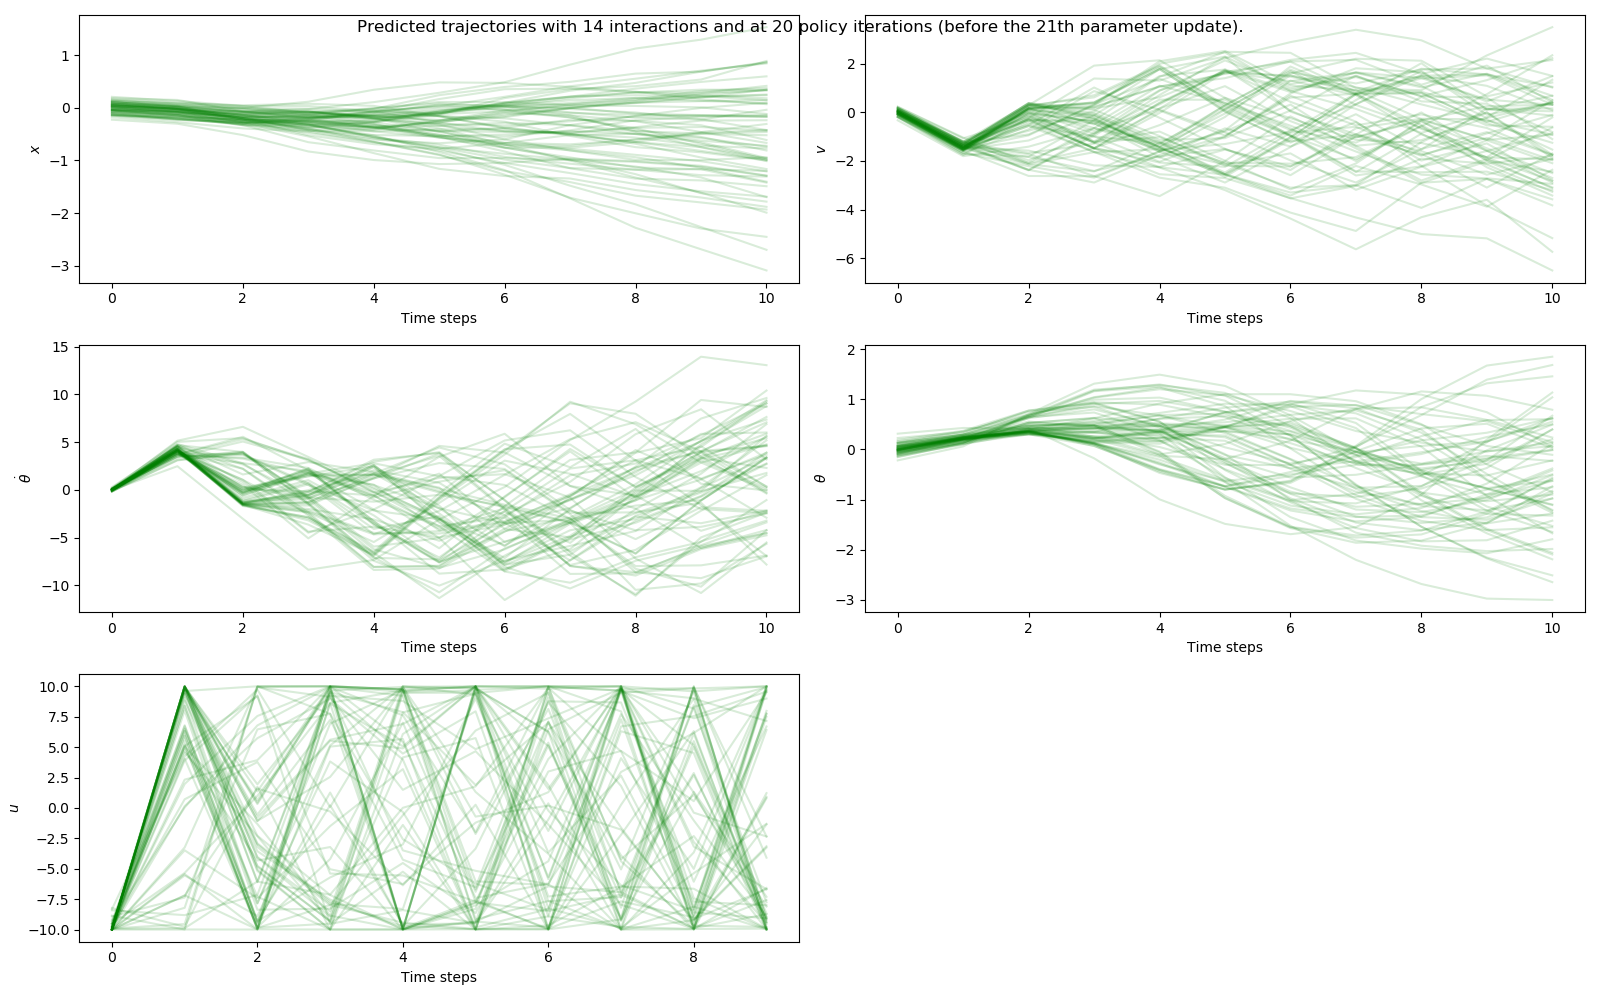 Predicted trajectories with 14 interactions and at 20 policy iterations (before the 21th parameter update).
1
0
−1
−2
−3
x
0 2 4 6 8 10
Time steps
2
0
−2
−4
−6
v
0 2 4 6 8 10
Time steps
15
10
5
0
−5
−10
θ̇
0 2 4 6 8 10
Time steps
2
1
0
−1
−2
−3
θ
0 2 4 6 8 10
Time steps
10.0
7.5
5.0
2.5
0.0
−2.5
−5.0
−7.5
−10.0
u
0 2 4 6 8
Time steps